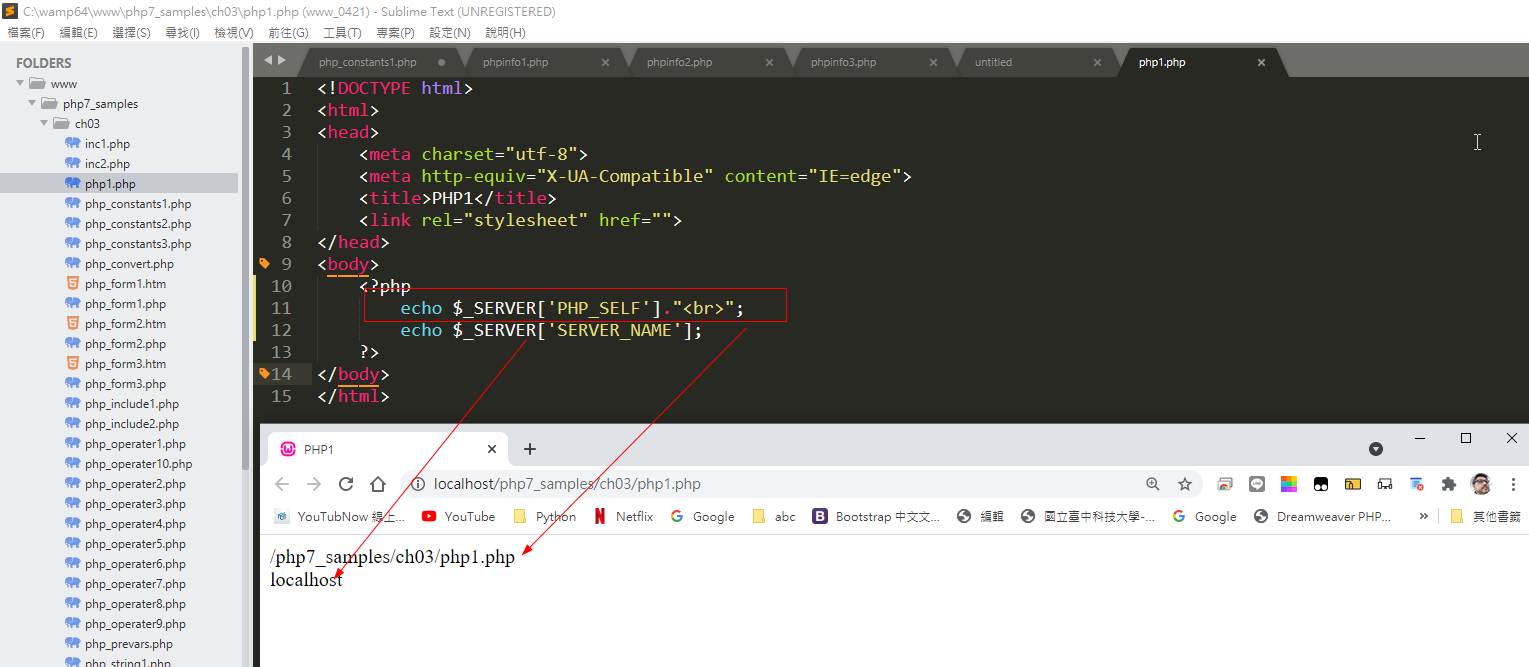 C:\wamp64\www\php7_samples\ch03\php1.php (www_0421) - Sublime Text (UNREGISTERED)
檔案(F) 編輯(E) 選擇(S) 尋找(I) 檢視(V) 前往(G) 工具(T) 專案(P) 設定(N) 說明(H)
FOLDERS
www
php7_samples
ch03
inc1.php
inc2.php
php1.php
php_constants1.php
php_constants2.php
php_constants3.php
php_convert.php
php_form1.htm
php_form1.php
php_form2.htm
php_form2.php
php_form3.htm
php_form3.php
php_include1.php
php_include2.php
php_operater1.php
php_operater10.php
php_operater2.php
php_operater3.php
php_operater4.php
php_operater5.php
php_operater6.php
php_operater7.php
php_operater8.php
php_operater9.php
php_prevars.php
php_string1.php
php_constants1.php phpinfo1.php phpinfo2.php phpinfo3.php untitled php1.php
1 <!DOCTYPE html>
2 <html>
3 <head>
4 <meta charset="utf-8">
5 <meta http-equiv="X-UA-Compatible" content="IE=edge">
6 <title>PHP1</title>
7 <link rel="stylesheet" href="">
8 </head>
9 <body>
10 <?php
11 echo $_SERVER['PHP_SELF']."<br>";
12 echo $_SERVER['SERVER_NAME'];
13 ?>
14 </body>
15 </html>
PHP1
localhost/php7_samples/ch03/php1.php
YouTubNow 線上... YouTube Python Netflix Google abc Bootstrap 中文文... 編輯 國立臺中科技大學-... Google Dreamweaver PHP... » 其他書籤
/php7_samples/ch03/php1.php
localhost